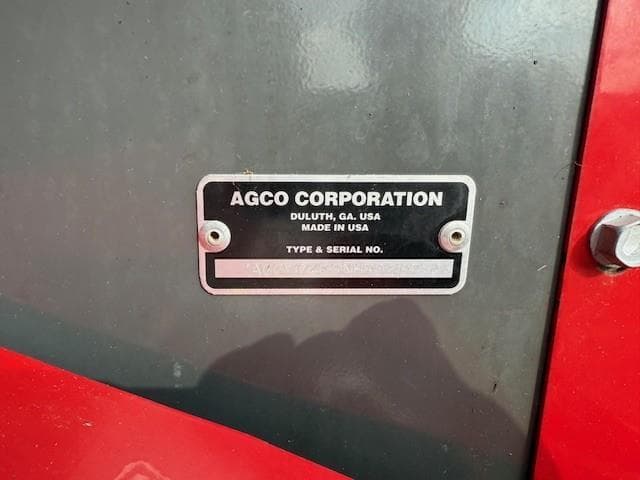 AGCO CORPORATION
DULUTH, GA. USA
MADE IN USA
TYPE & SERIAL NO.